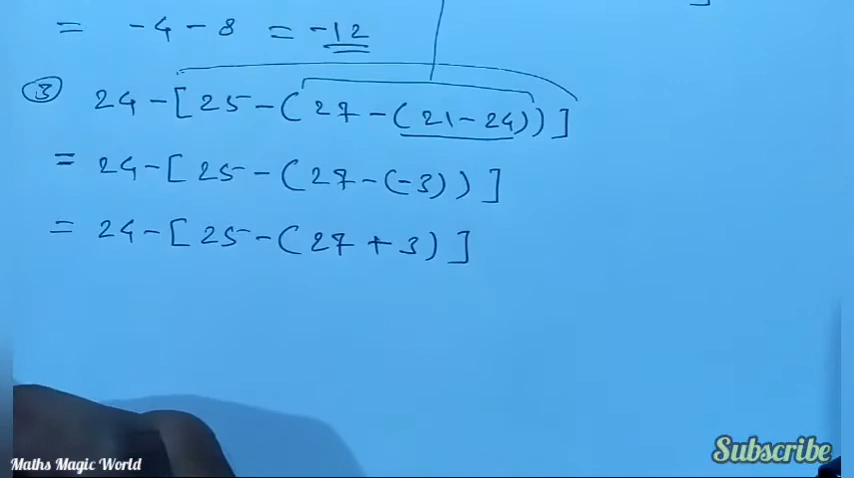 = -4 - 8 = -12
③ 24 - [25 - (27 - (21 - 24))]
= 24 - [25 - (27 - (-3))]
= 24 - [25 - (27 + 3)]
Subscribe
Maths Magic World